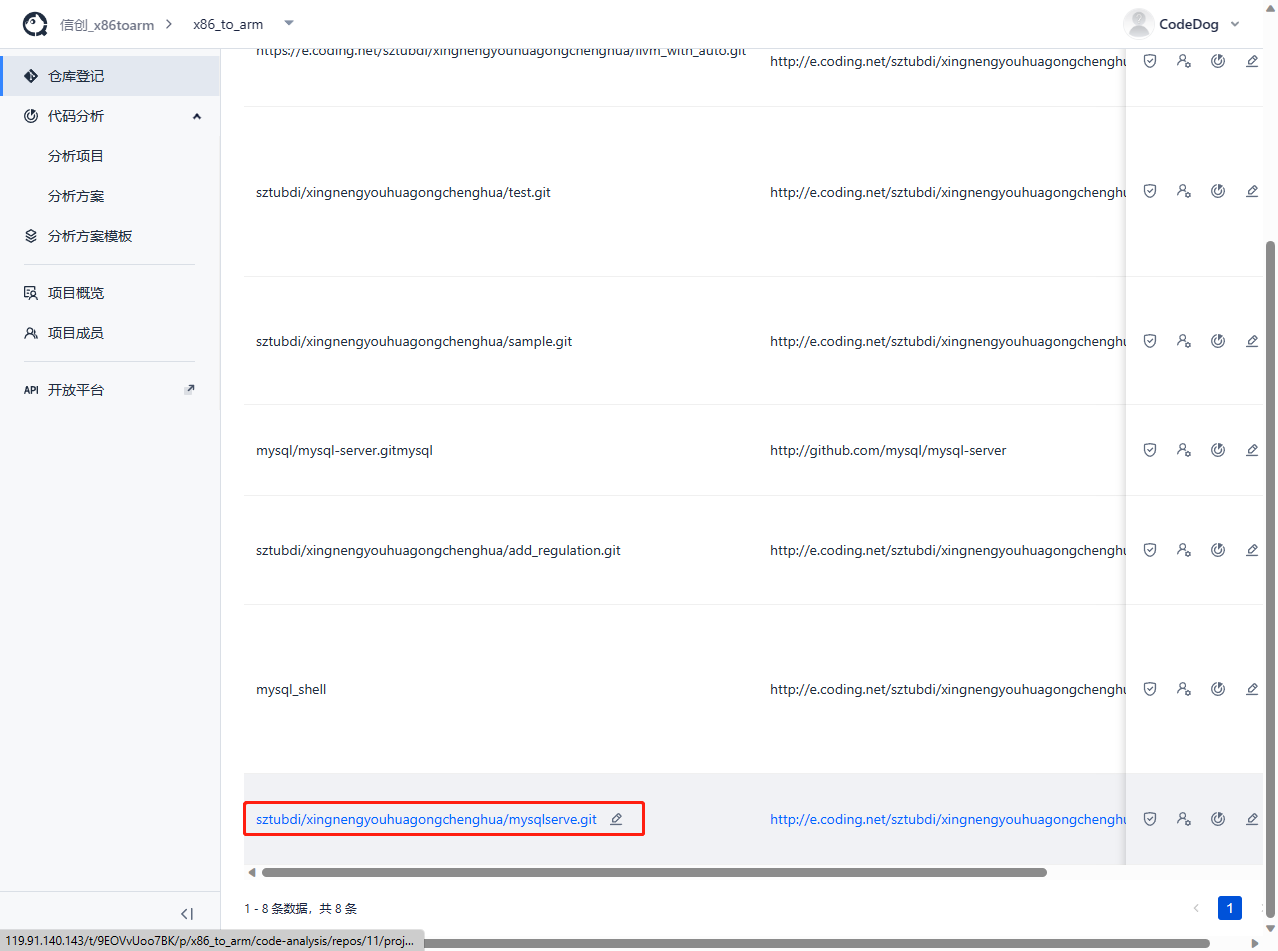 信创_x86toarm
x86_to_arm
CodeDog
仓库登记
代码分析
分析项目
分析方案
分析方案模板
项目概览
项目成员
API 开放平台
https://e.coding.net/sztubdi/xingnengyouhuagongchenghua/llvm_with_auto.git
http://e.coding.net/sztubdi/xingnengyouhuagongchenghu
sztubdi/xingnengyouhuagongchenghua/test.git
http://e.coding.net/sztubdi/xingnengyouhuagongchenghu
sztubdi/xingnengyouhuagongchenghua/sample.git
http://e.coding.net/sztubdi/xingnengyouhuagongchenghu
mysql/mysql-server.gitmysql
http://github.com/mysql/mysql-server
sztubdi/xingnengyouhuagongchenghua/add_regulation.git
http://e.coding.net/sztubdi/xingnengyouhuagongchenghu
mysql_shell
http://e.coding.net/sztubdi/xingnengyouhuagongchenghu
sztubdi/xingnengyouhuagongchenghua/mysqlserve.git
http://e.coding.net/sztubdi/xingnengyouhuagongchenghu
1 - 8 条数据，共 8 条
1
119.91.140.143/t/9EOVvUoo7BK/p/x86_to_arm/code-analysis/repos/11/proj...